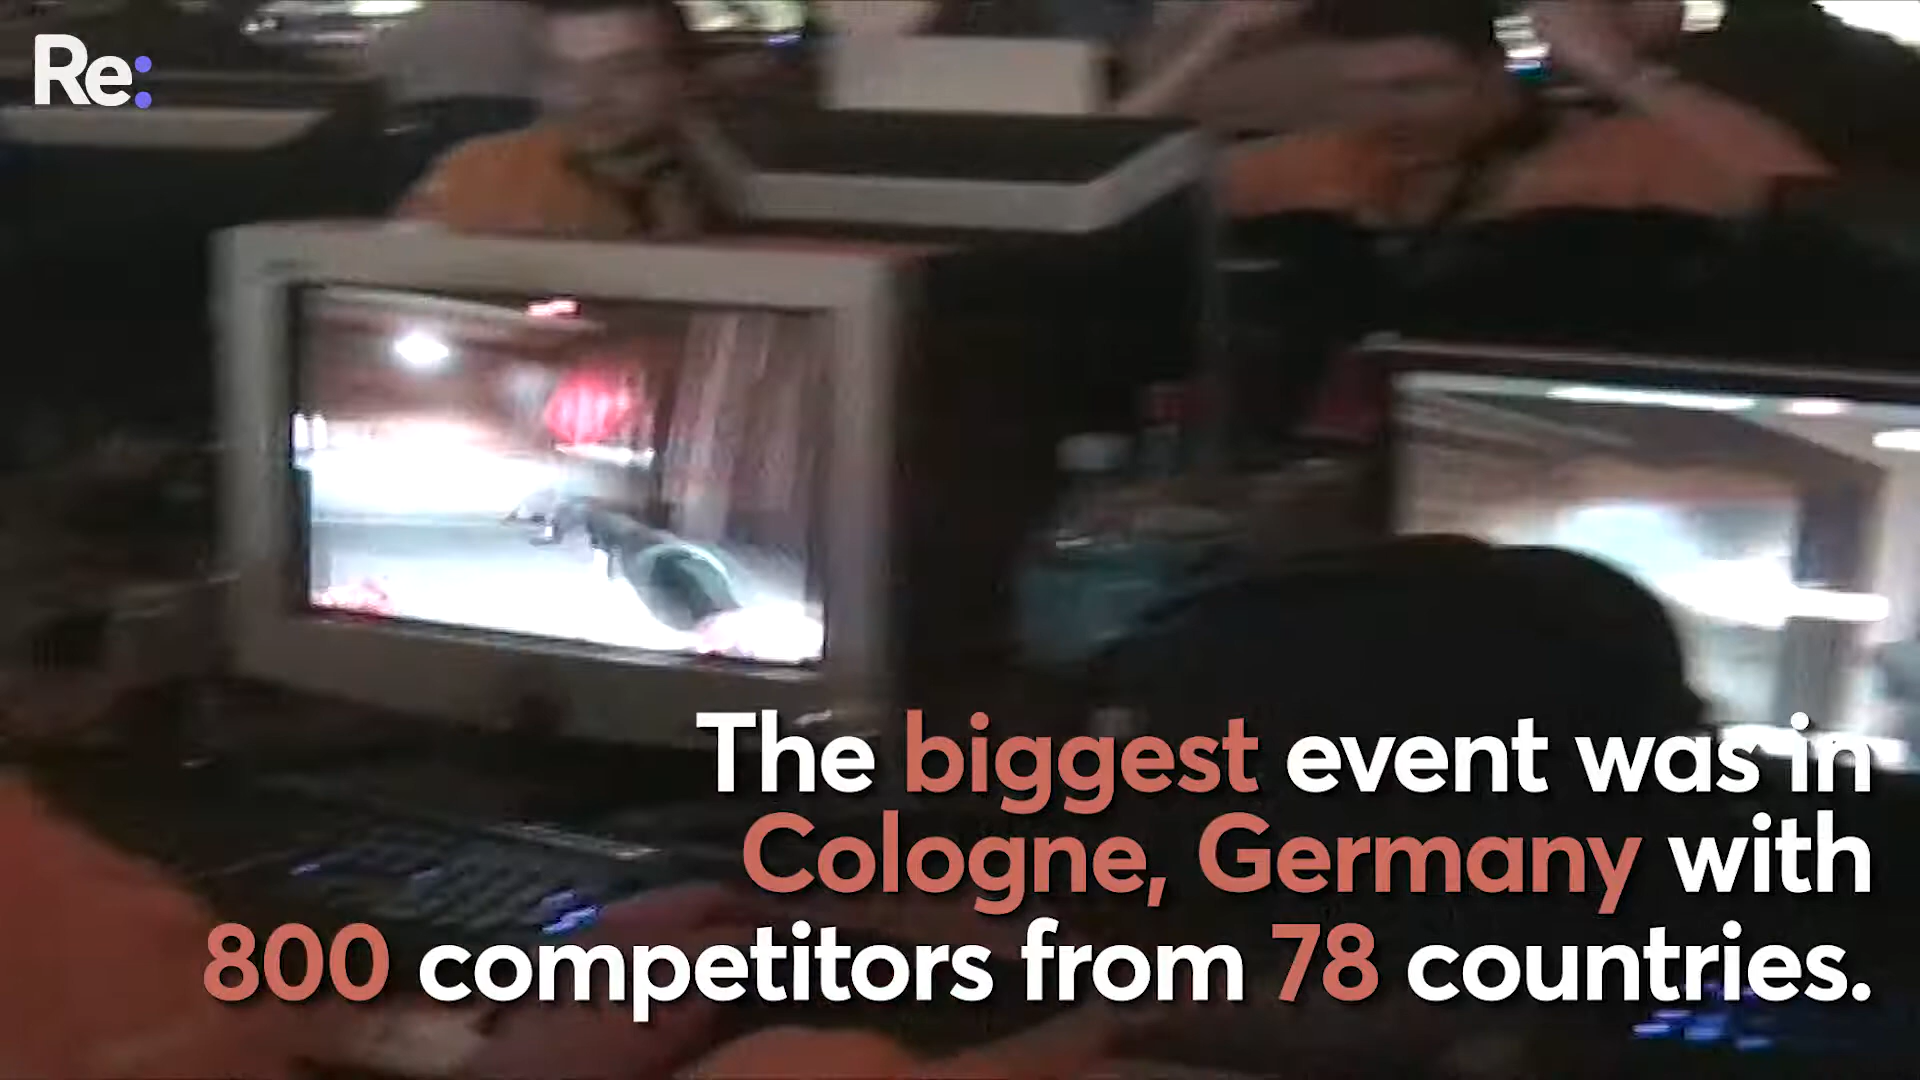 Re:
The biggest event was in
Cologne, Germany with
800 competitors from 78 countries.